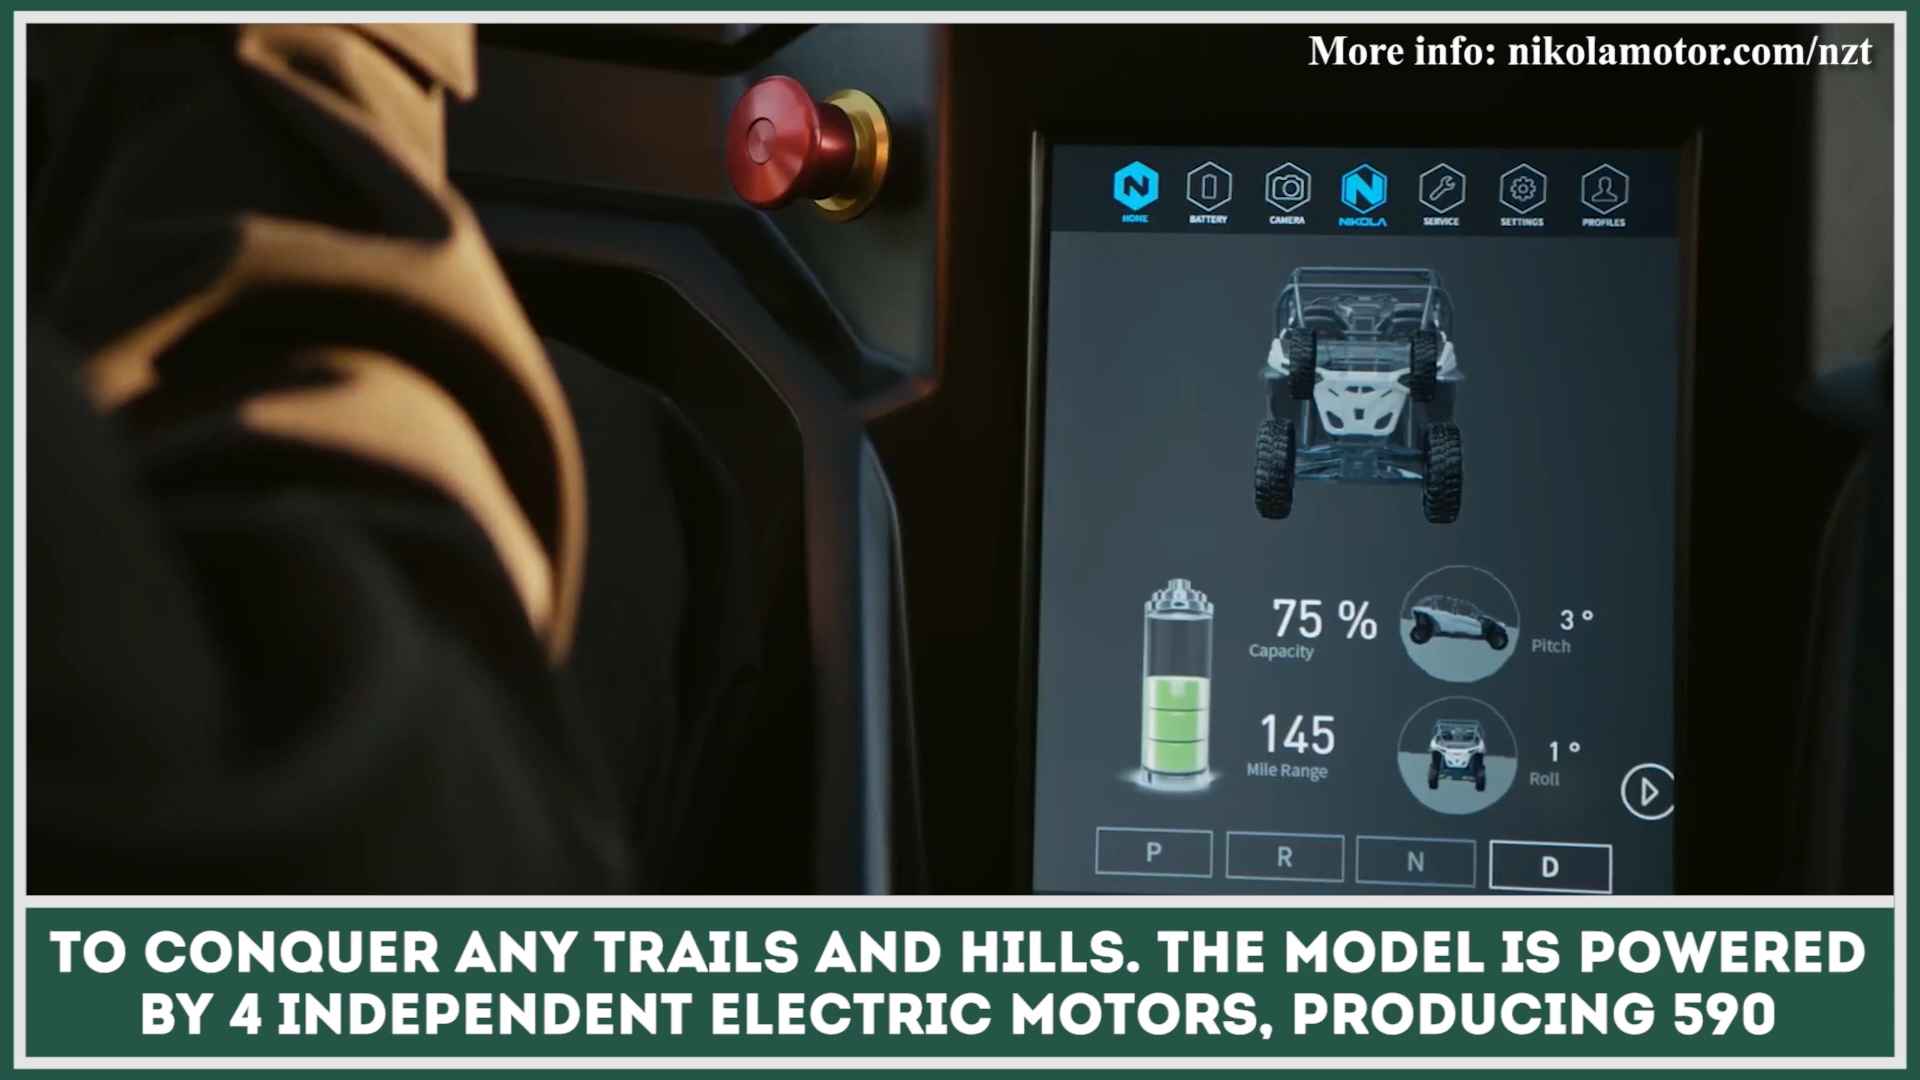 More info: nikolamotor.com/nzt
HOME
BATTERY
CAMERA
NIKOLA
SERVICE
SETTINGS
PROFILES
75 %
Capacity
3 °
Pitch
145
Mile Range
1 °
Roll
P R N D
TO CONQUER ANY TRAILS AND HILLS. THE MODEL IS POWERED
BY 4 INDEPENDENT ELECTRIC MOTORS, PRODUCING 590